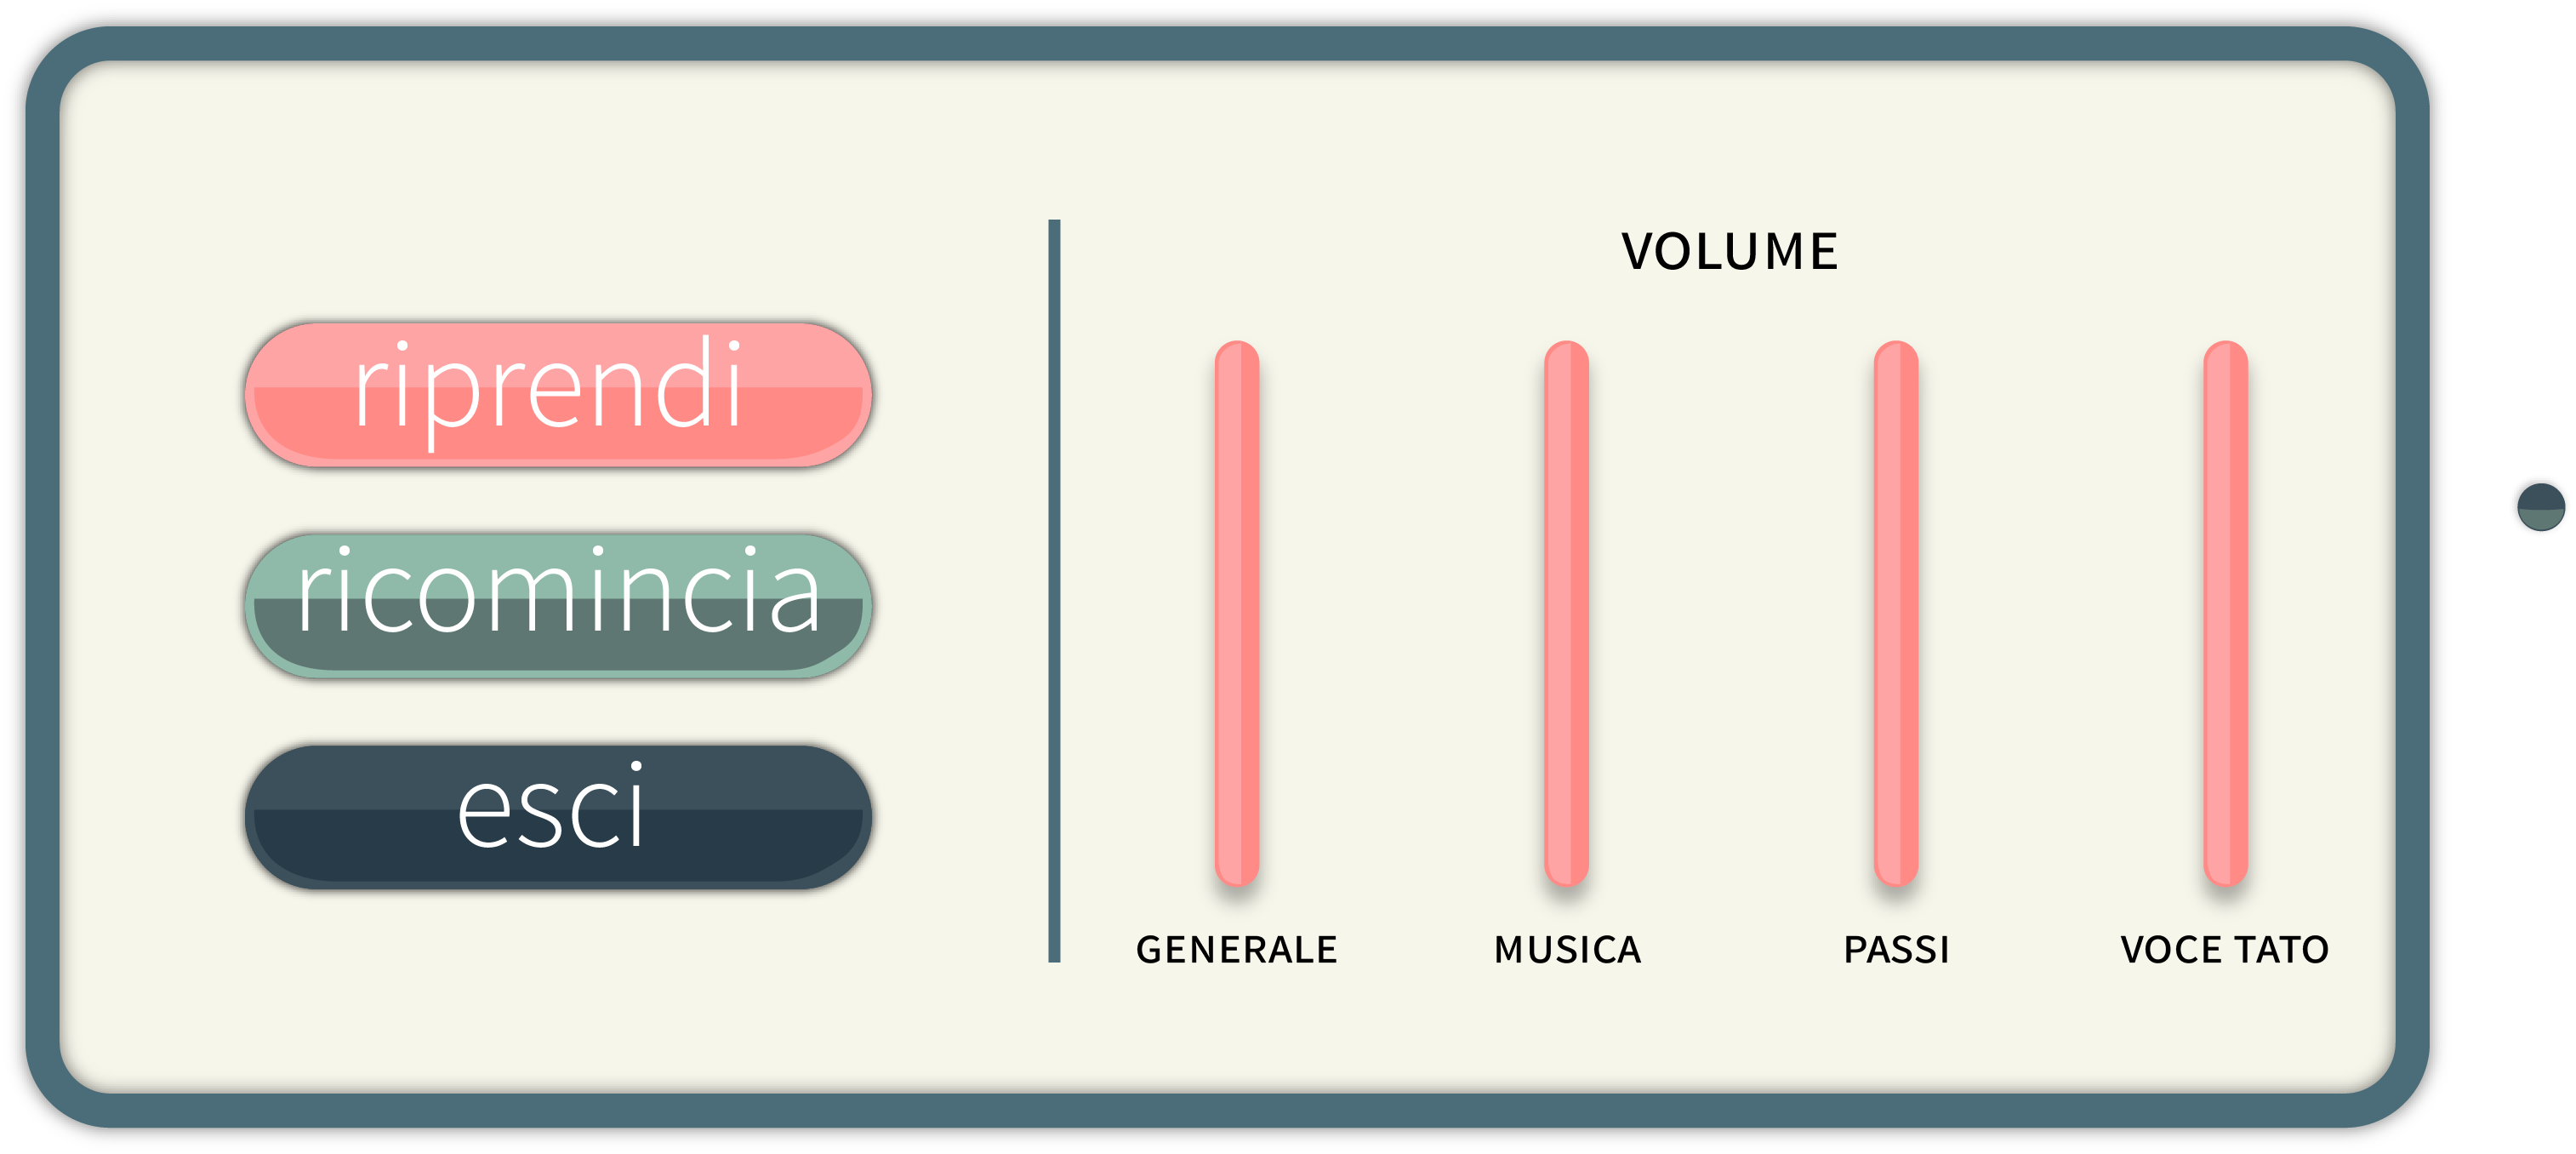 riprendi
ricomincia
esci
VOLUME
GENERALE
MUSICA
PASSI
VOCE TATO